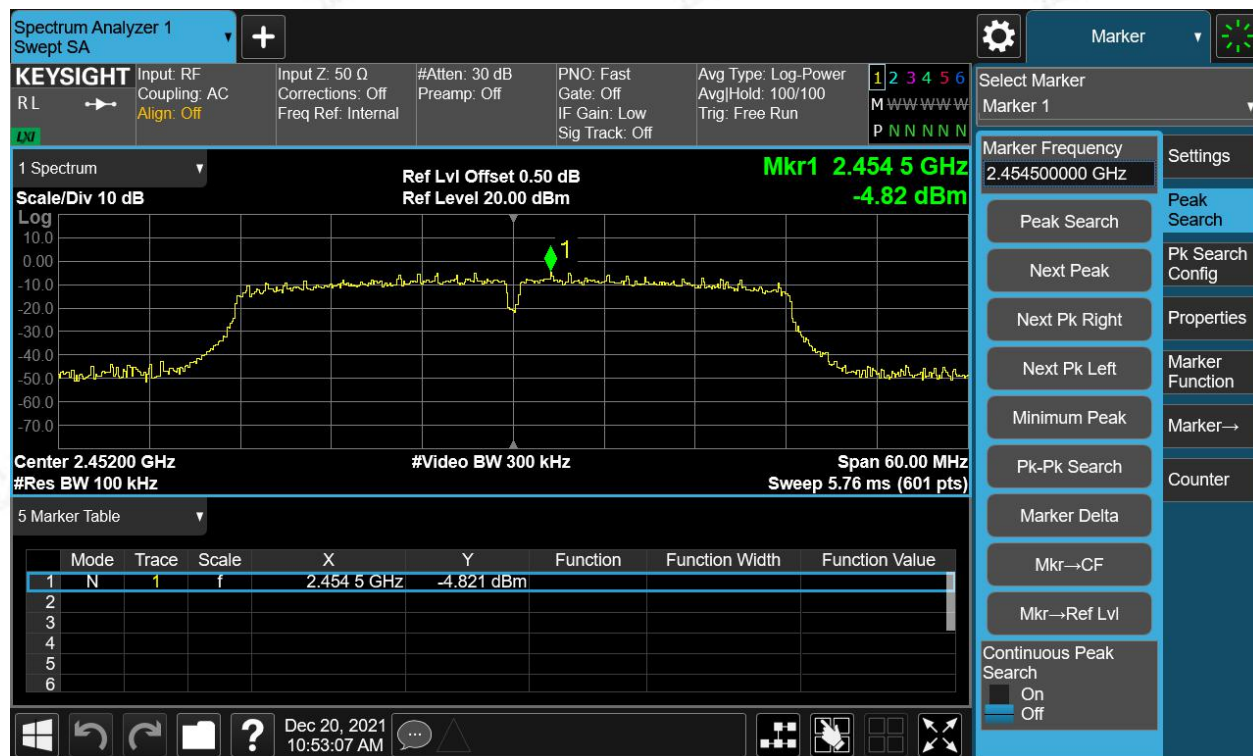 Spectrum Analyzer 1
Swept SA
+
Marker
KEYSIGHT
RL
LXI
Input: RF
Coupling: AC
Align: Off
Input Z: 50 Ω
Corrections: Off
Freq Ref: Internal
#Atten: 30 dB
Preamp: Off
PNO: Fast
Gate: Off
IF Gain: Low
Sig Track: Off
Avg Type: Log-Power
Avg|Hold: 100/100
Trig: Free Run
1 2 3 4 5 6
M W W W W W
P N N N N N
Select Marker
Marker 1
1 Spectrum
Scale/Div 10 dB
Ref Lvl Offset 0.50 dB
Ref Level 20.00 dBm
Mkr1 2.454 5 GHz
-4.82 dBm
Log
10.0
0.00
-10.0
-20.0
-30.0
-40.0
-50.0
-60.0
-70.0
1
Center 2.45200 GHz
#Res BW 100 kHz
#Video BW 300 kHz
Span 60.00 MHz
Sweep 5.76 ms (601 pts)
5 Marker Table
Mode Trace Scale X Y Function Function Width Function Value
1 N 1 f 2.454 5 GHz -4.821 dBm
2
3
4
5
6
Marker Frequency
2.454500000 GHz
Peak Search
Next Peak
Next Pk Right
Next Pk Left
Minimum Peak
Pk-Pk Search
Marker Delta
Mkr→CF
Mkr→Ref Lvl
Continuous Peak
Search
On
Off
Settings
Peak
Search
Pk Search
Config
Properties
Marker
Function
Marker→
Counter
?
Dec 20, 2021
10:53:07 AM